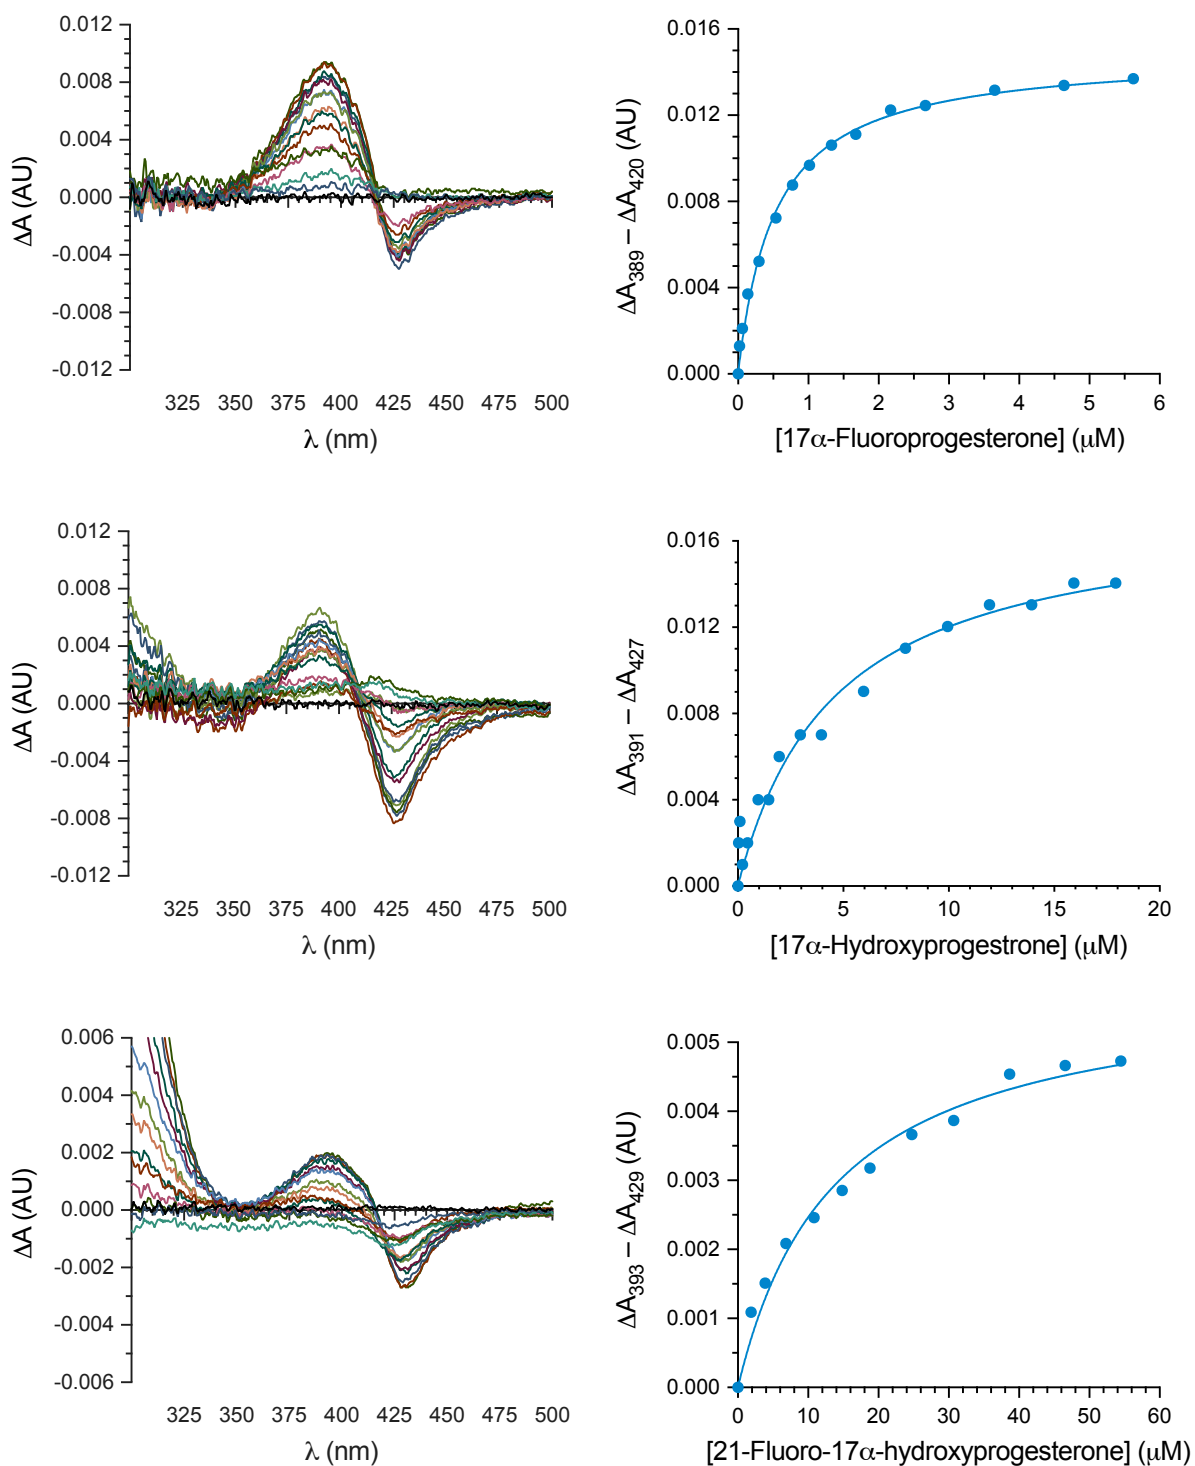 0.012
0.008
0.004
0.000
-0.004
-0.008
-0.012
ΔA (AU)
325 350 375 400 425 450 475 500
λ (nm)
0.016
0.012
0.008
0.004
0.000
ΔA389 – ΔA420 (AU)
0 1 2 3 4 5 6
[17α-Fluoroprogesterone] (μM)
0.012
0.008
0.004
0.000
-0.004
-0.008
-0.012
ΔA (AU)
325 350 375 400 425 450 475 500
λ (nm)
0.016
0.012
0.008
0.004
0.000
ΔA391 – ΔA427
0 5 10 15 20
[17α-Hydroxyprogestrone] (μM)
0.006
0.004
0.002
0.000
-0.002
-0.004
-0.006
ΔA (AU)
325 350 375 400 425 450 475 500
λ (nm)
0.005
0.004
0.003
0.002
0.001
0.000
ΔA393 – ΔA429 (AU)
0 10 20 30 40 50 60
[21-Fluoro-17α-hydroxyprogesterone] (μM)